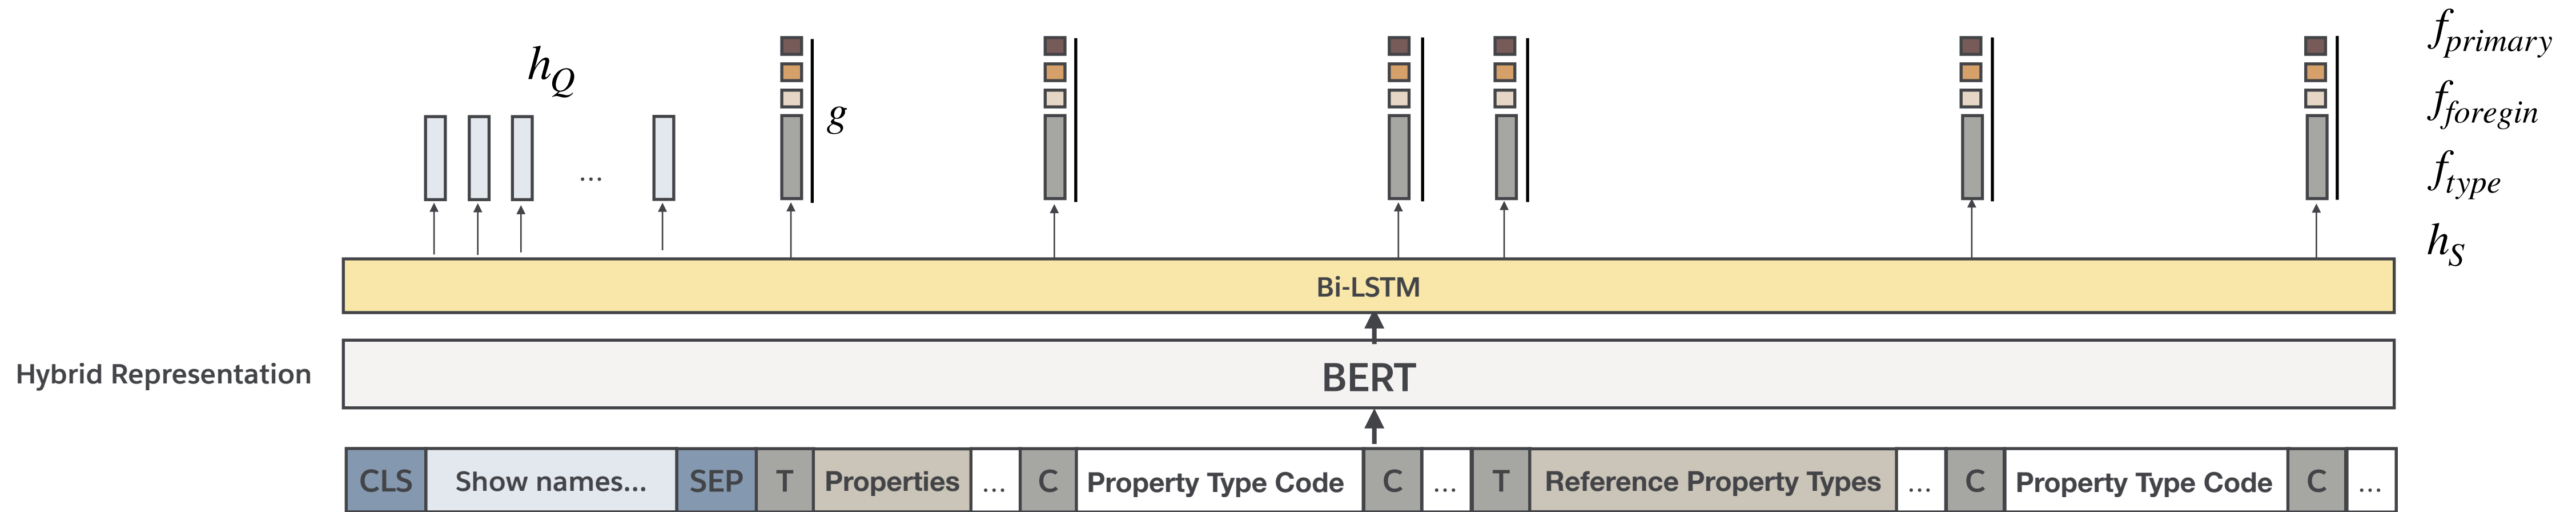 f_primary
h_Q
f_foregin
g
f_type
...
h_S
Bi-LSTM
Hybrid Representation
BERT
CLS Show names... SEP T Properties ... C Property Type Code C ... T Reference Property Types ... C Property Type Code C ...